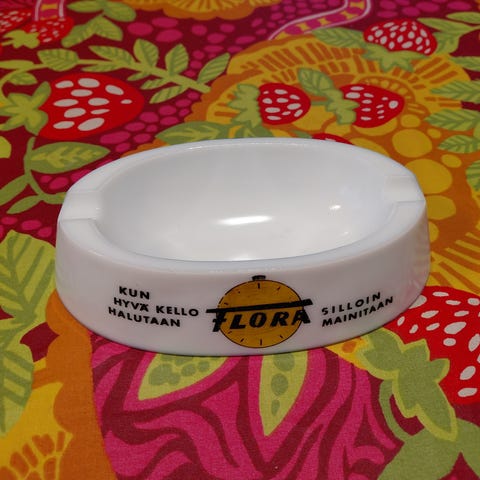 KUN
HYVÄ KELLO
HALUTAAN
FLORA
SILLOIN
MAINITAAN